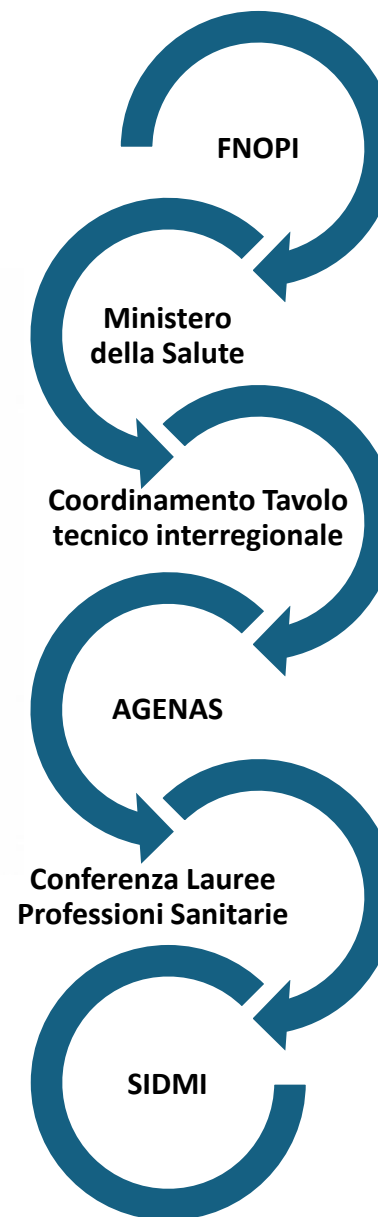 FNOPI
Ministero
della Salute
Coordinamento Tavolo
tecnico interregionale
AGENAS
Conferenza Lauree
Professioni Sanitarie
SIDMI